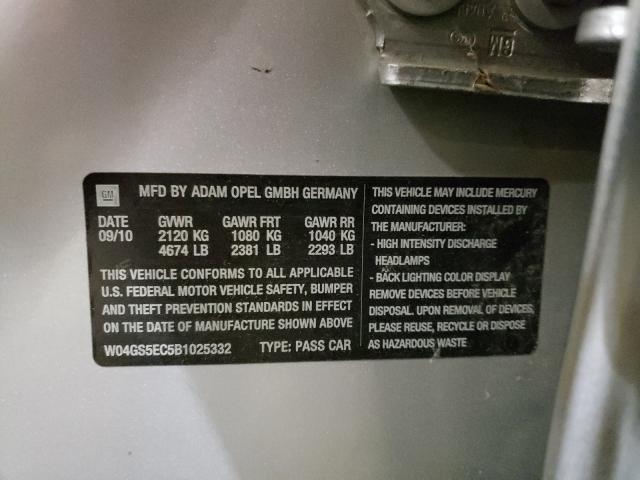 GM
GM
MFD BY ADAM OPEL GMBH GERMANY
DATE GVWR GAWR FRT GAWR RR
09/10 2120 KG 1080 KG 1040 KG
4674 LB 2381 LB 2293 LB
THIS VEHICLE CONFORMS TO ALL APPLICABLE
U.S. FEDERAL MOTOR VEHICLE SAFETY, BUMPER
AND THEFT PREVENTION STANDARDS IN EFFECT
ON THE DATE OF MANUFACTURE SHOWN ABOVE
W04GS5EC5B1025332 TYPE: PASS CAR
THIS VEHICLE MAY INCLUDE MERCURY
CONTAINING DEVICES INSTALLED BY
THE MANUFACTURER:
- HIGH INTENSITY DISCHARGE
HEADLAMPS
- BACK LIGHTING COLOR DISPLAY
REMOVE DEVICES BEFORE VEHICLE
DISPOSAL. UPON REMOVAL OF DEVICES,
PLEASE REUSE, RECYCLE OR DISPOSE
AS HAZARDOUS WASTE